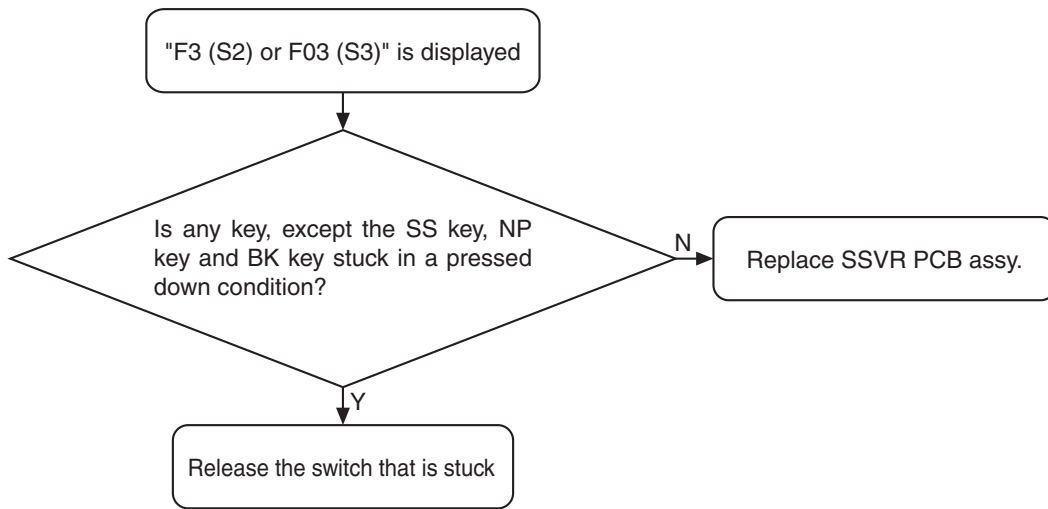 "F3 (S2) or F03 (S3)" is displayed
Is any key, except the SS key, NP
key and BK key stuck in a pressed
down condition?
N
Replace SSVR PCB assy.
Y
Release the switch that is stuck